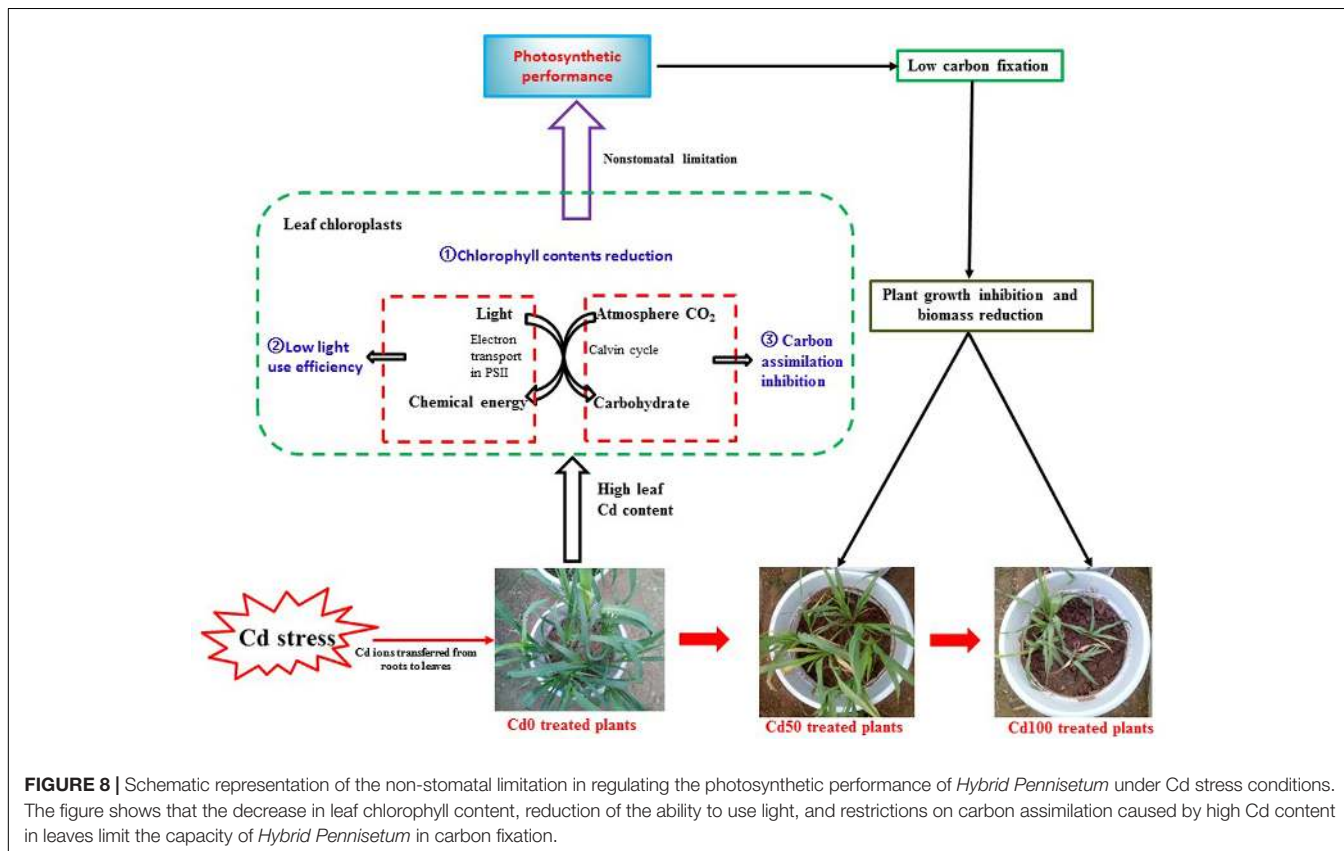 Photosynthetic
performance
Low carbon fixation
Nonstomatal limitation
Leaf chloroplasts
①Chlorophyll contents reduction
Plant growth inhibition and
biomass reduction
Light
Atmosphere CO₂
②Low light
use efficiency
Electron
transport
in PSII
Calvin cycle
③ Carbon
assimilation
inhibition
Chemical energy
Carbohydrate
High leaf
Cd content
Cd stress
Cd ions transferred from
roots to leaves
Cd0 treated plants
Cd50 treated plants
Cd100 treated plants
FIGURE 8 | Schematic representation of the non-stomatal limitation in regulating the photosynthetic performance of Hybrid Pennisetum under Cd stress conditions.
The figure shows that the decrease in leaf chlorophyll content, reduction of the ability to use light, and restrictions on carbon assimilation caused by high Cd content
in leaves limit the capacity of Hybrid Pennisetum in carbon fixation.